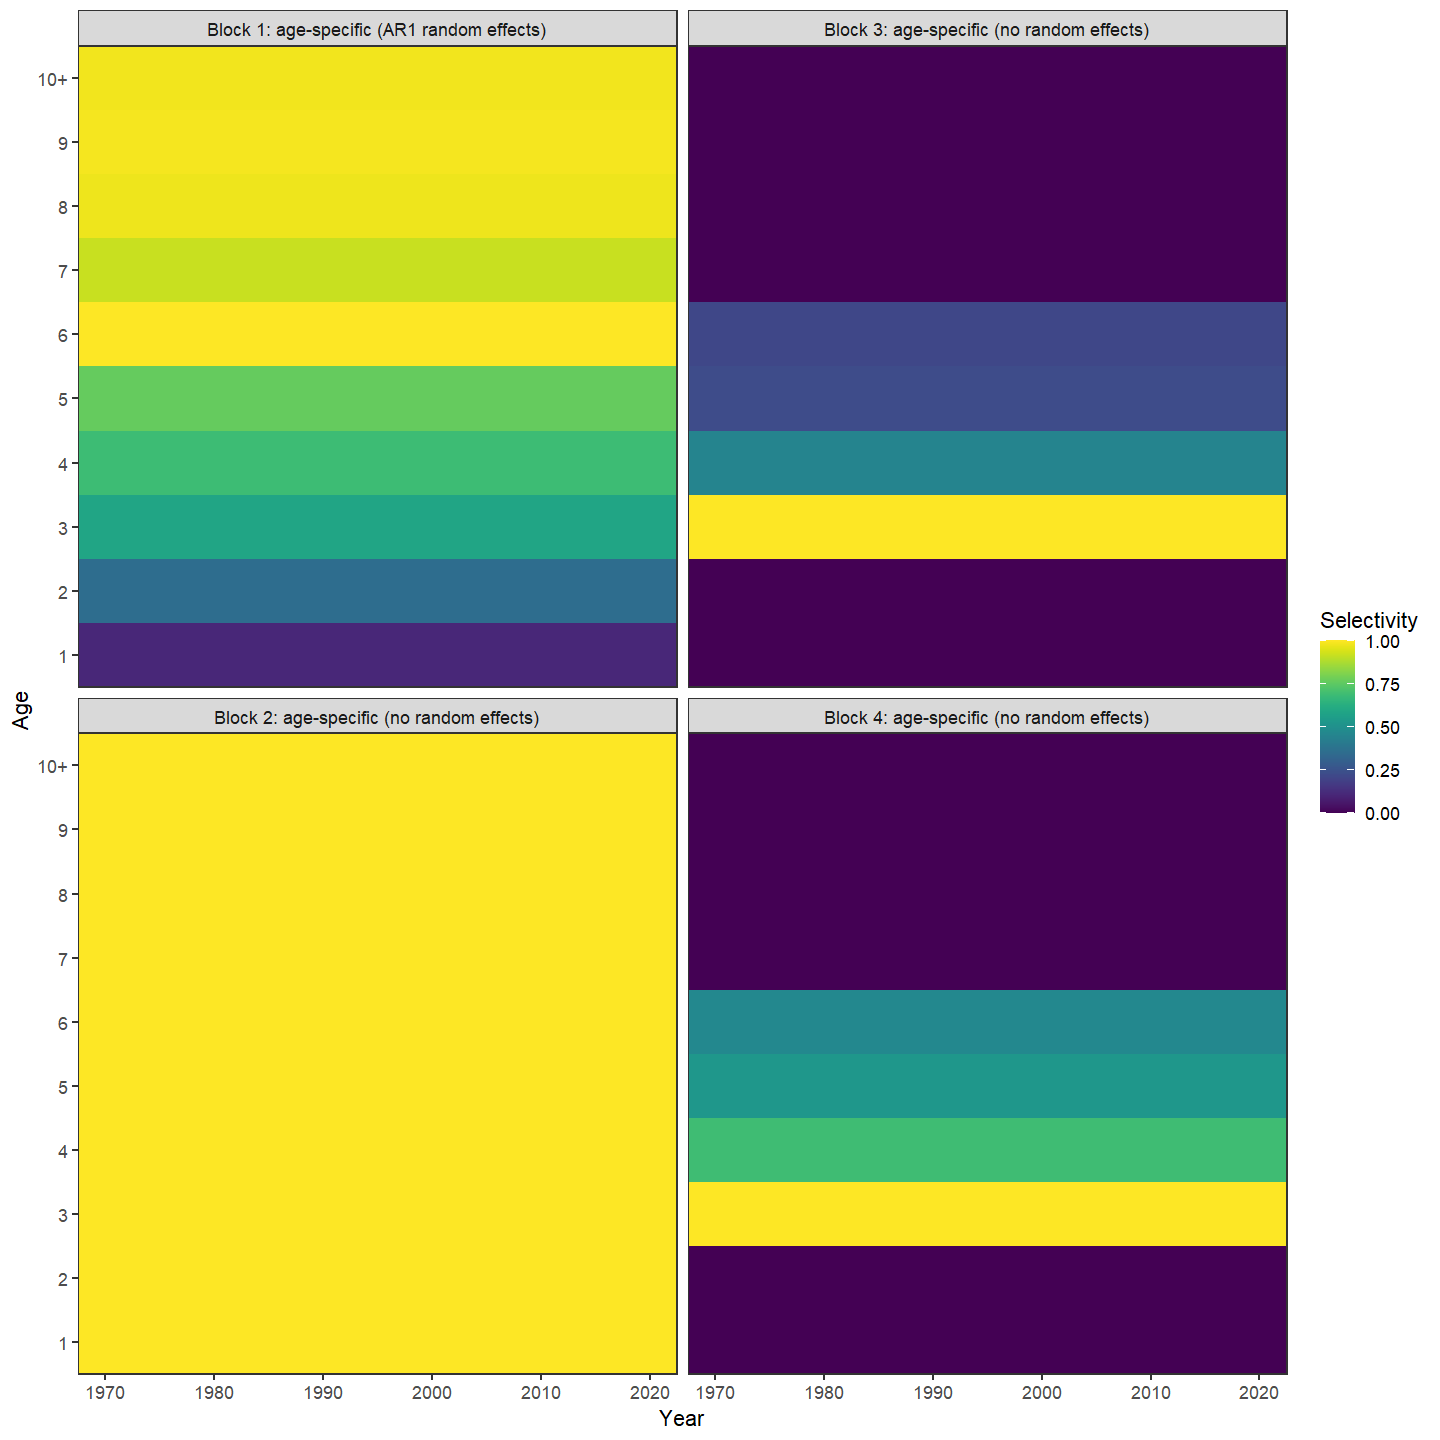 Block 1: age-specific (AR1 random effects)
Block 3: age-specific (no random effects)
10+
9
8
7
6
5
4
3
2
1
Age
Block 2: age-specific (no random effects)
Block 4: age-specific (no random effects)
10+
9
8
7
6
5
4
3
2
1
1970 1980 1990 2000 2010 2020
1970 1980 1990 2000 2010 2020
Year
Selectivity
1.00
0.75
0.50
0.25
0.00